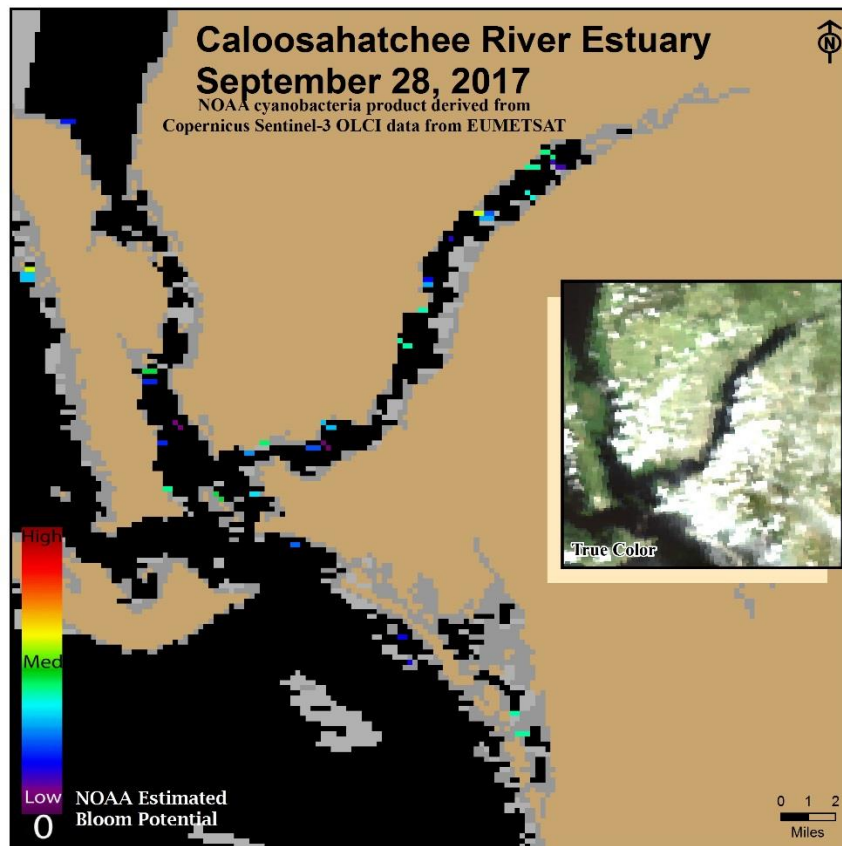 Caloosahatchee River Estuary
September 28, 2017
NOAA cyanobacteria product derived from
Copernicus Sentinel-3 OLCI data from EUMETSAT
N
True Color
High
Med
Low
0
NOAA Estimated
Bloom Potential
0 1 2
Miles